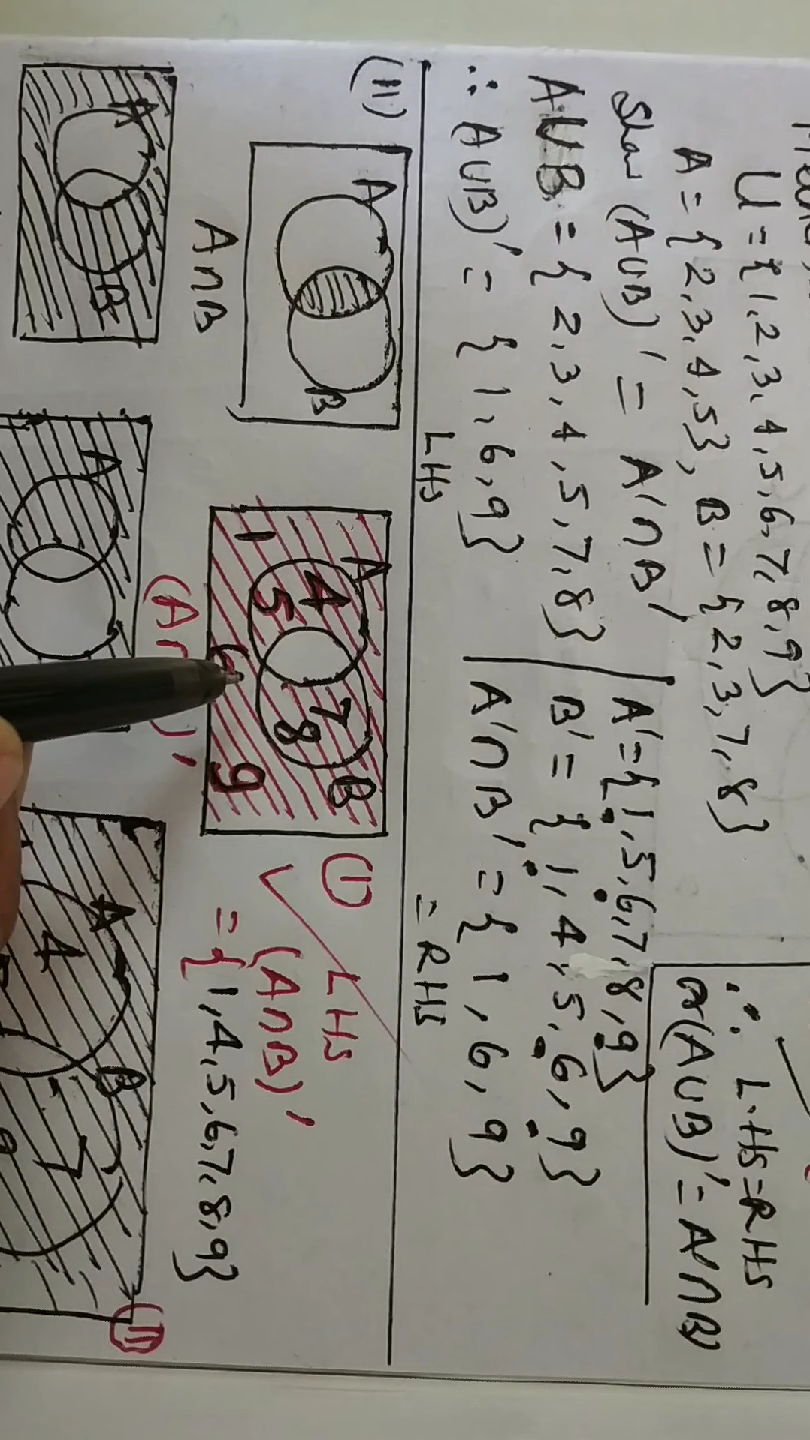 U = {1,2,3,4,5,6,7,8,9}
A = {2,3,4,5}, B = {2,3,7,8}
Show (A∪B)' = A'∩B'
A∪B = {2,3,4,5,7,8}
∴ (A∪B)' = {1,6,9}
LHS
A' = {1,5,6,7,8,9}
B' = {1,4,5,6,9}
A'∩B' = {1,6,9}
= RHS
∴ L.HS = RHS
or (A∪B)' = A'∩B'
(11)
A
B
A∩B
A
4
5
7
8
B
1
6
9
(A∩
)'
(I)
LHS
(A∩B)'
= {1,4,5,6,7,8,9}
A
B
A
A
4
B
7
(II)